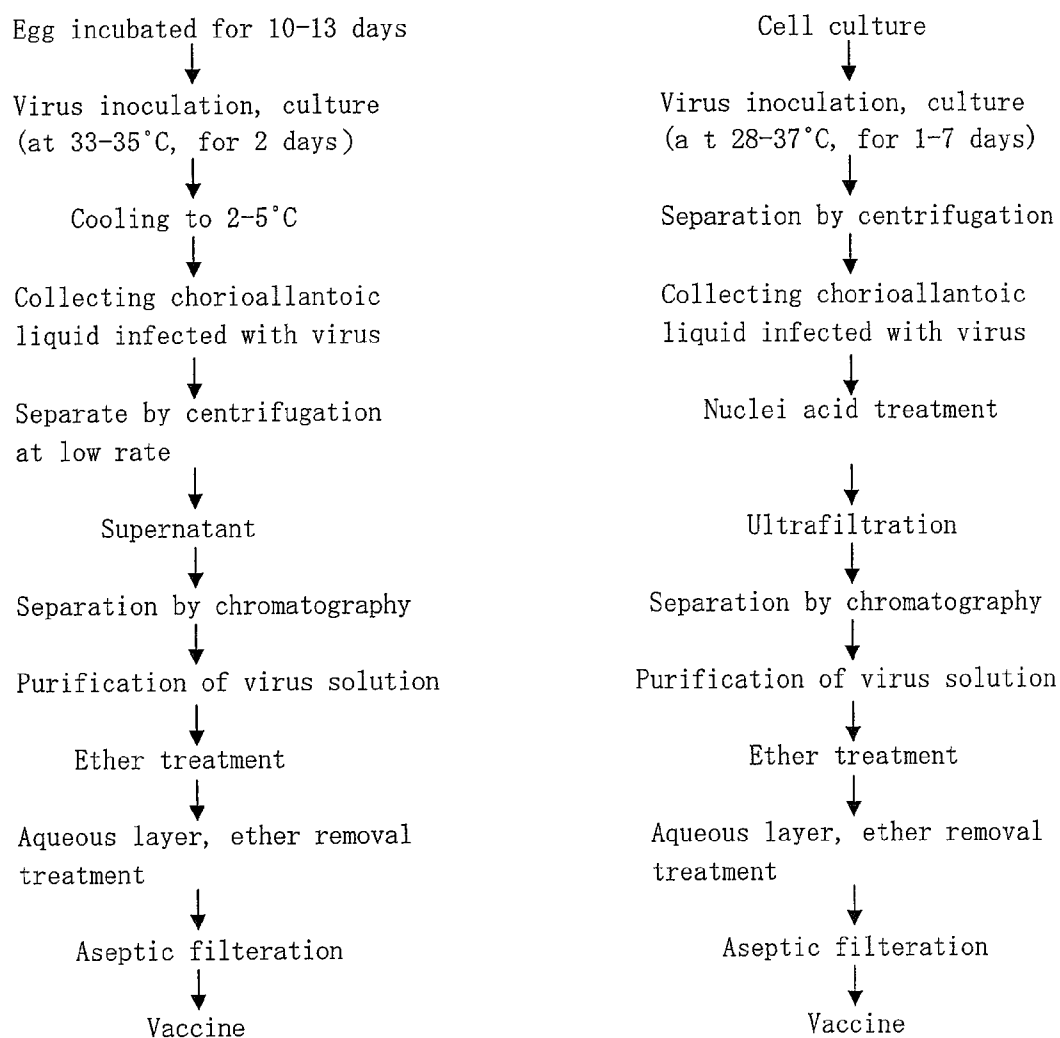 Egg incubated for 10-13 days
Virus inoculation, culture
(at 33-35°C, for 2 days)
Cooling to 2-5°C
Collecting chorioallantoic
liquid infected with virus
Separate by centrifugation
at low rate
Supernatant
Separation by chromatography
Purification of virus solution
Ether treatment
Aqueous layer, ether removal
treatment
Aseptic filteration
Vaccine
Cell culture
Virus inoculation, culture
(a t 28-37°C, for 1-7 days)
Separation by centrifugation
Collecting chorioallantoic
liquid infected with virus
Nuclei acid treatment
Ultrafiltration
Separation by chromatography
Purification of virus solution
Ether treatment
Aqueous layer, ether removal
treatment
Aseptic filteration
Vaccine